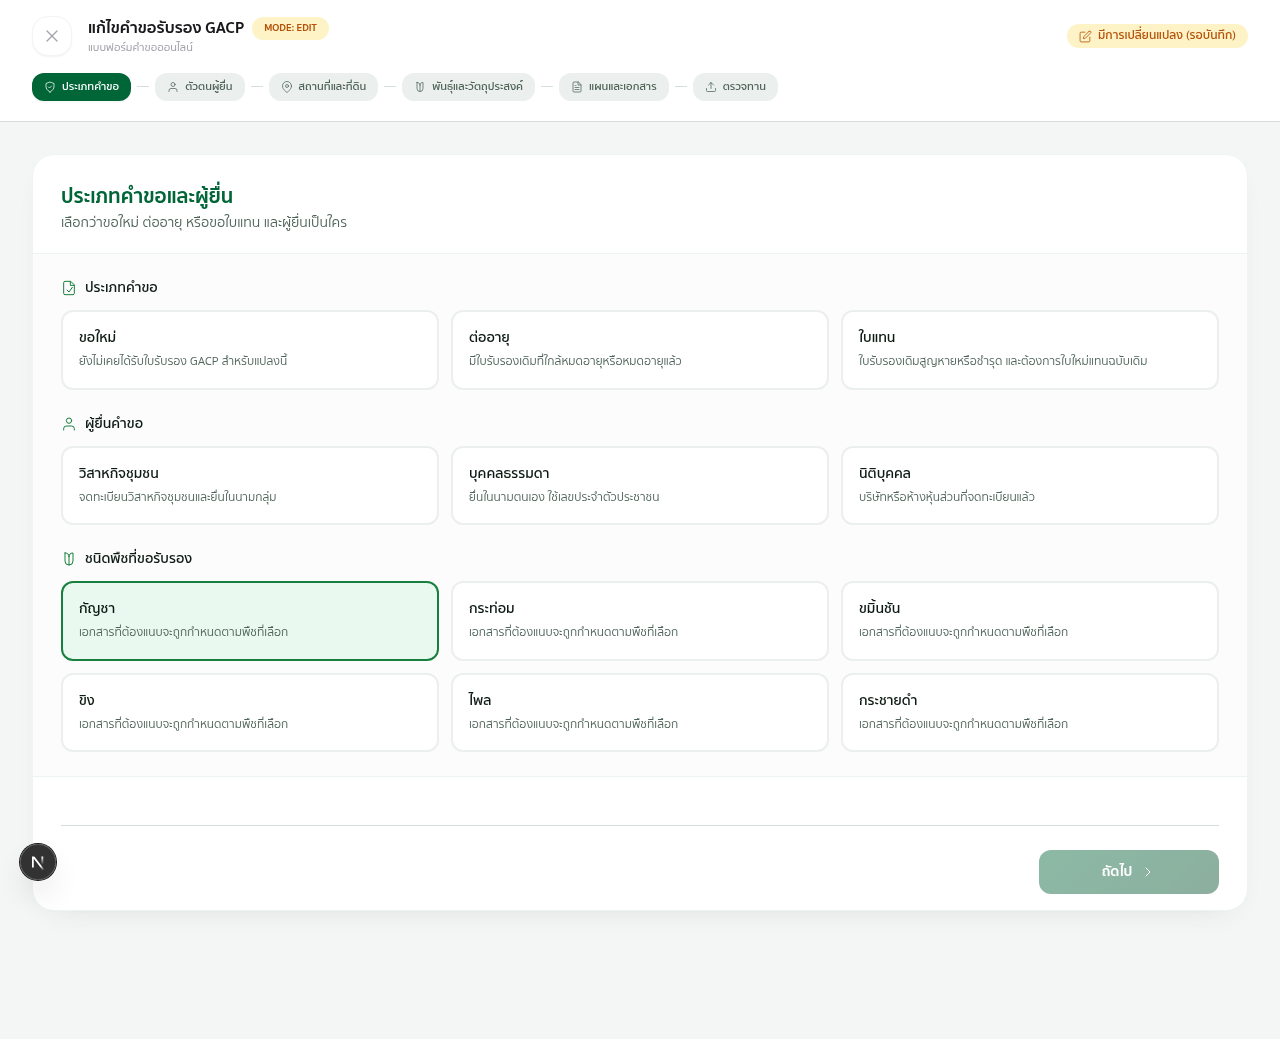 แก้ไขคำขอรับรอง GACP
MODE: EDIT
แบบฟอร์มคำขอออนไลน์
มีการเปลี่ยนแปลง (รอบันทึก)
ประเภทคำขอ
ตัวตนผู้ยื่น
สถานที่และที่ดิน
พันธุ์และวัตถุประสงค์
แผนและเอกสาร
ตรวจทาน
ประเภทคำขอและผู้ยื่น
เลือกว่าขอใหม่ ต่ออายุ หรือขอใบแทน และผู้ยื่นเป็นใคร
ประเภทคำขอ
ขอใหม่
ยังไม่เคยได้รับใบรับรอง GACP สำหรับแปลงนี้
ต่ออายุ
มีใบรับรองเดิมที่ใกล้หมดอายุหรือหมดอายุแล้ว
ใบแทน
ใบรับรองเดิมสูญหายหรือชำรุด และต้องการใบใหม่แทนฉบับเดิม
ผู้ยื่นคำขอ
วิสาหกิจชุมชน
จดทะเบียนวิสาหกิจชุมชนและยื่นในนามกลุ่ม
บุคคลธรรมดา
ยื่นในนามตนเอง ใช้เลขประจำตัวประชาชน
นิติบุคคล
บริษัทหรือห้างหุ้นส่วนที่จดทะเบียนแล้ว
ชนิดพืชที่ขอรับรอง
กัญชา
เอกสารที่ต้องแนบจะถูกกำหนดตามพืชที่เลือก
กระท่อม
เอกสารที่ต้องแนบจะถูกกำหนดตามพืชที่เลือก
ขมิ้นชัน
เอกสารที่ต้องแนบจะถูกกำหนดตามพืชที่เลือก
ขิง
เอกสารที่ต้องแนบจะถูกกำหนดตามพืชที่เลือก
ไพล
เอกสารที่ต้องแนบจะถูกกำหนดตามพืชที่เลือก
กระชายดำ
เอกสารที่ต้องแนบจะถูกกำหนดตามพืชที่เลือก
N
ถัดไป